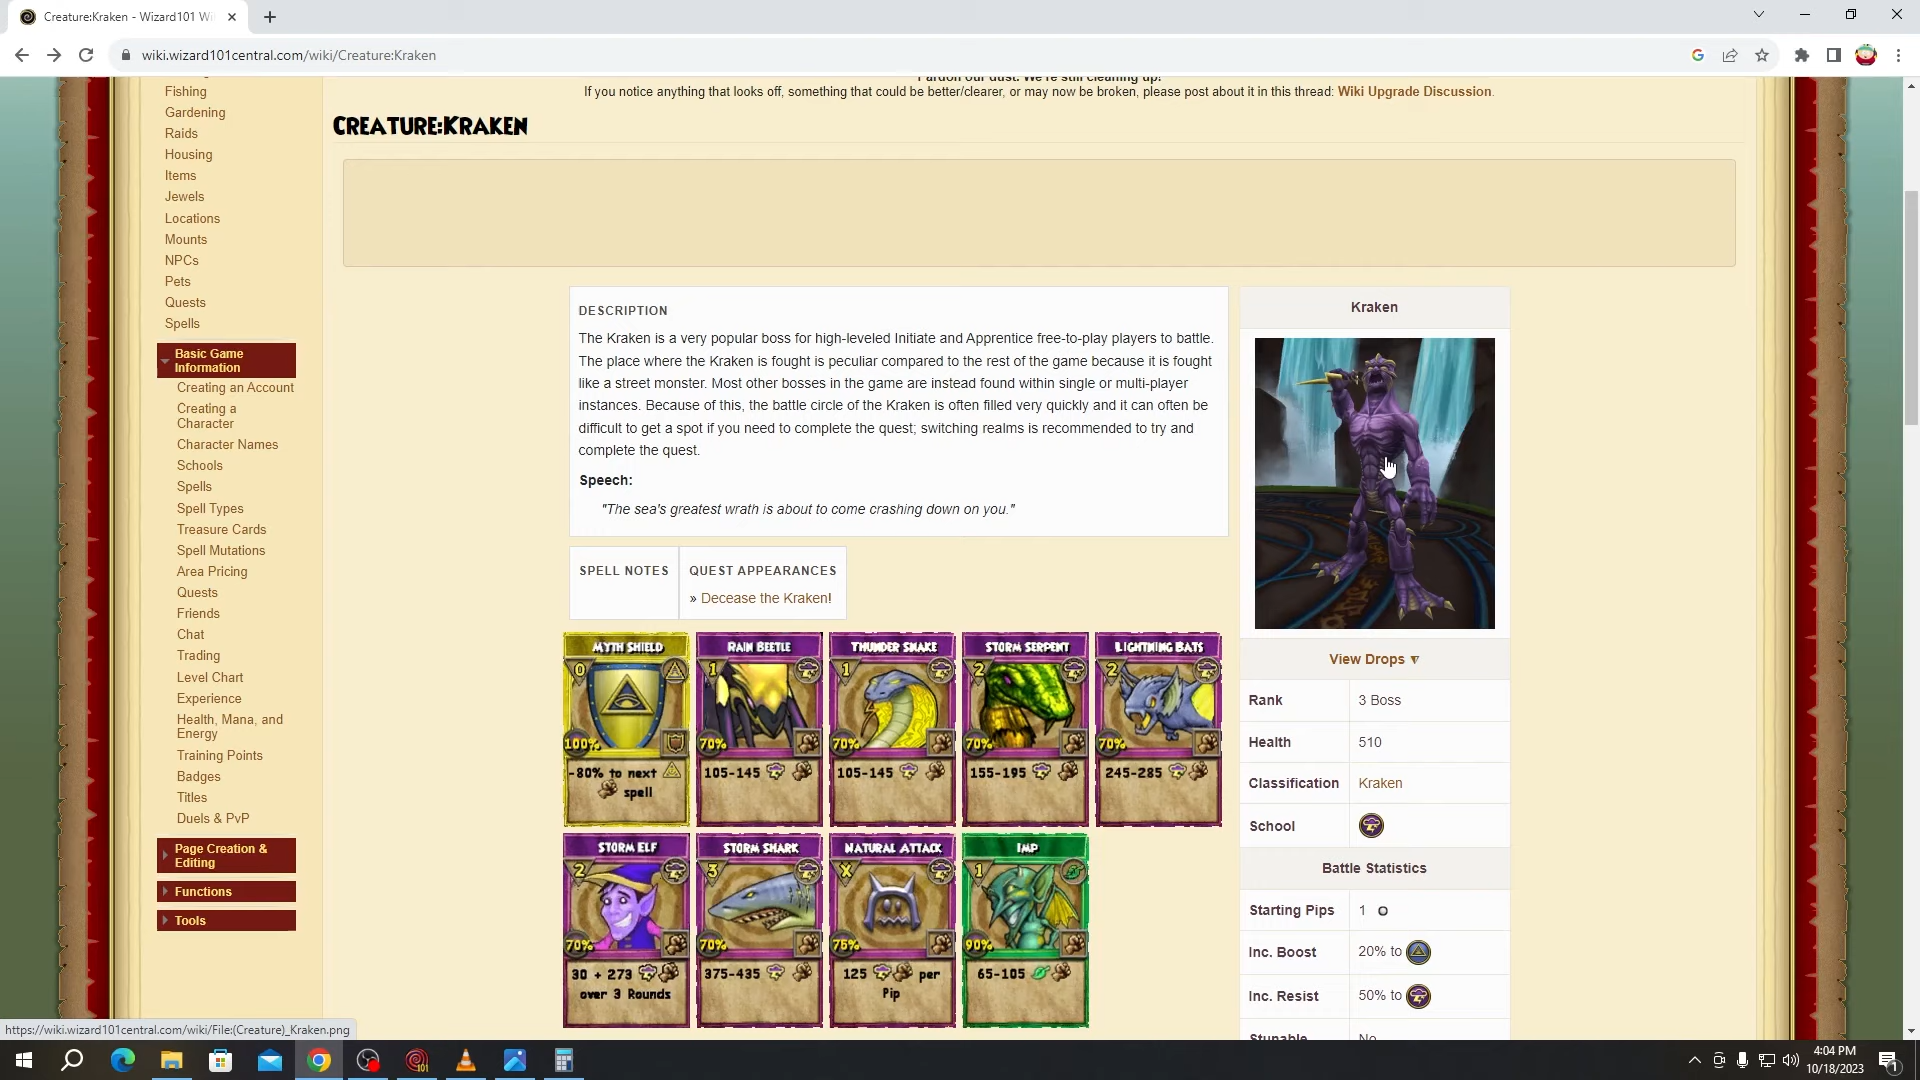 Creature:Kraken - Wizard101 Wi
wiki.wizard101central.com/wiki/Creature:Kraken
Pardon our dust. We're still cleaning up!
If you notice anything that looks off, something that could be better/clearer, or may now be broken, please post about it in this thread: Wiki Upgrade Discussion.
Fishing
Gardening
Raids
Housing
Items
Jewels
Locations
Mounts
NPCs
Pets
Quests
Spells
Basic Game
Information
Creating an Account
Creating a
Character
Character Names
Schools
Spells
Spell Types
Treasure Cards
Spell Mutations
Area Pricing
Quests
Friends
Chat
Trading
Level Chart
Experience
Health, Mana, and
Energy
Training Points
Badges
Titles
Duels & PvP
Page Creation &
Editing
Functions
Tools
CREATURE:KRAKEN
DESCRIPTION
The Kraken is a very popular boss for high-leveled Initiate and Apprentice free-to-play players to battle.
The place where the Kraken is fought is peculiar compared to the rest of the game because it is fought
like a street monster. Most other bosses in the game are instead found within single or multi-player
instances. Because of this, the battle circle of the Kraken is often filled very quickly and it can often be
difficult to get a spot if you need to complete the quest; switching realms is recommended to try and
complete the quest.
Speech:
"The sea's greatest wrath is about to come crashing down on you."
SPELL NOTES
QUEST APPEARANCES
» Decease the Kraken!
MYTH SHIELD
0
100%
-80% to next
spell
RAIN BEETLE
1
70%
105-145
THUNDER SNAKE
1
70%
105-145
STORM SERPENT
2
70%
155-195
LIGHTNING BATS
2
70%
245-285
STORM ELF
2
70%
30 + 273
over 3 Rounds
STORM SHARK
3
70%
375-435
NATURAL ATTACK
X
75%
125 per
Pip
IMP
1
90%
65-105
Kraken
View Drops
Rank 3 Boss
Health 510
Classification Kraken
School
Battle Statistics
Starting Pips 1
Inc. Boost 20% to
Inc. Resist 50% to
Stunable No
https://wiki.wizard101central.com/wiki/File:(Creature)_Kraken.png
101
4:04 PM
10/18/2023
1